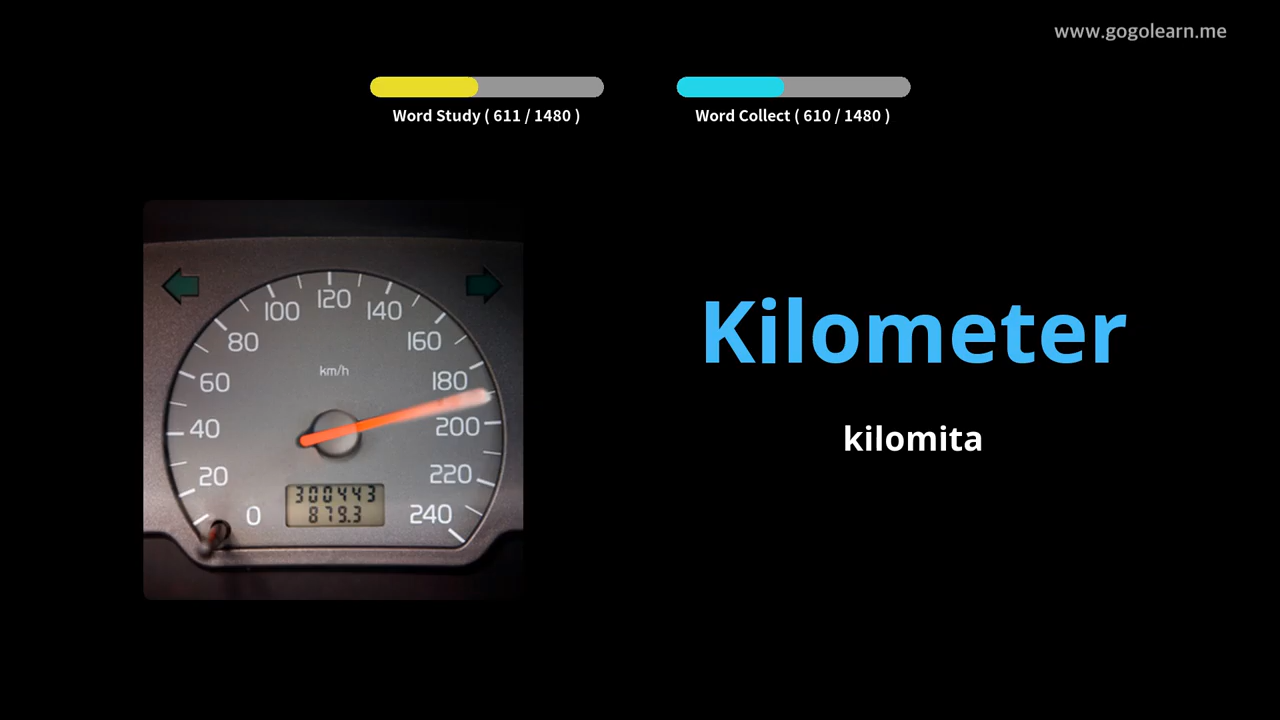 www.gogolearn.me
Word Study ( 611 / 1480 )
Word Collect ( 610 / 1480 )
Kilometer
kilomita
0
20
40
60
80
100
120
140
160
180
200
220
240
km/h
300443
879.3